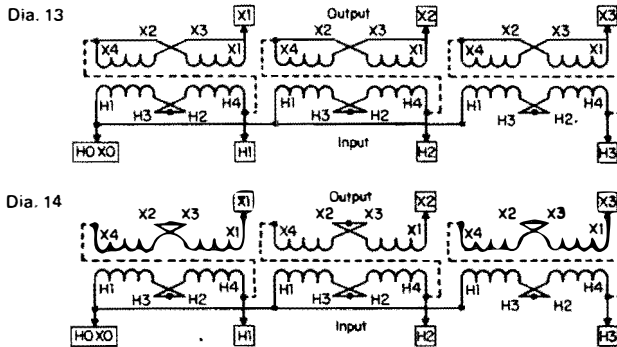 Dia. 13
Output
X1 X2 X3
X2 X3 X2 X3 X2 X3
X4 X1 X4 X1 X4 X1
H1 H4 H1 H4 H1 H4
H3 H2 H3 H2 H3 H2
Input
H0 X0 H1 H2 H3
Dia. 14
Output
X1 X2 X3
X2 X3 X2 X3 X2 X3
X4 X1 X4 X1 X4 X1
H1 H4 H1 H4 H1 H4
H3 H2 H3 H2 H3 H2
Input
H0 X0 H1 H2 H3